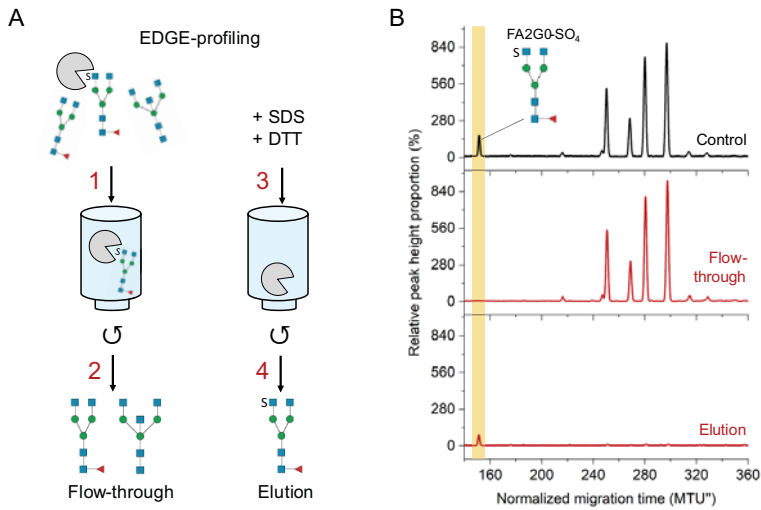 A
EDGE-profiling
S
+ SDS
+ DTT
1
3
S
2
4
S
Flow-through
Elution
B
FA2G0-SO₄
S
840
560
280
0
Control
840
560
280
0
Flow-
through
840
560
280
0
Elution
Relative peak height proportion (%)
160
200
240
280
320
360
Normalized migration time (MTU")